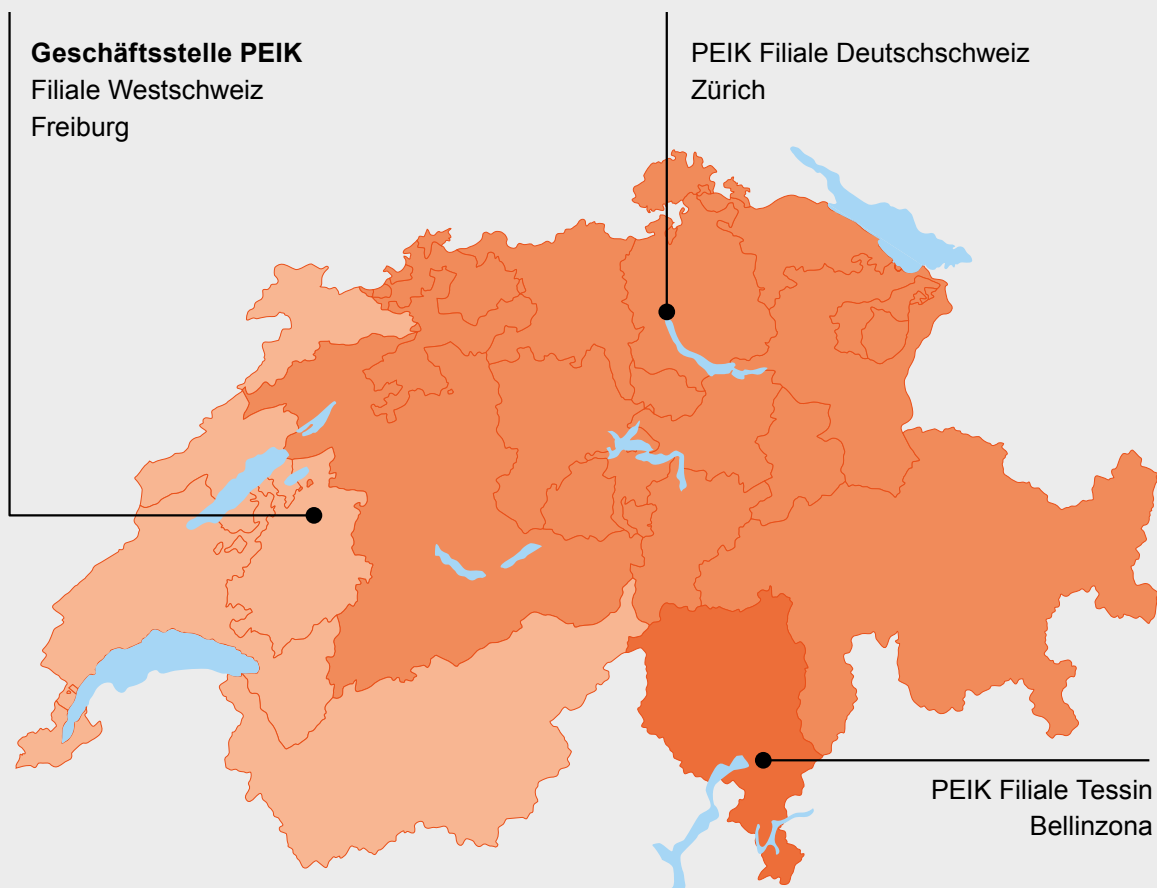 Geschäftsstelle PEIK
Filiale Westschweiz
Freiburg
PEIK Filiale Deutschschweiz
Zürich
PEIK Filiale Tessin
Bellinzona